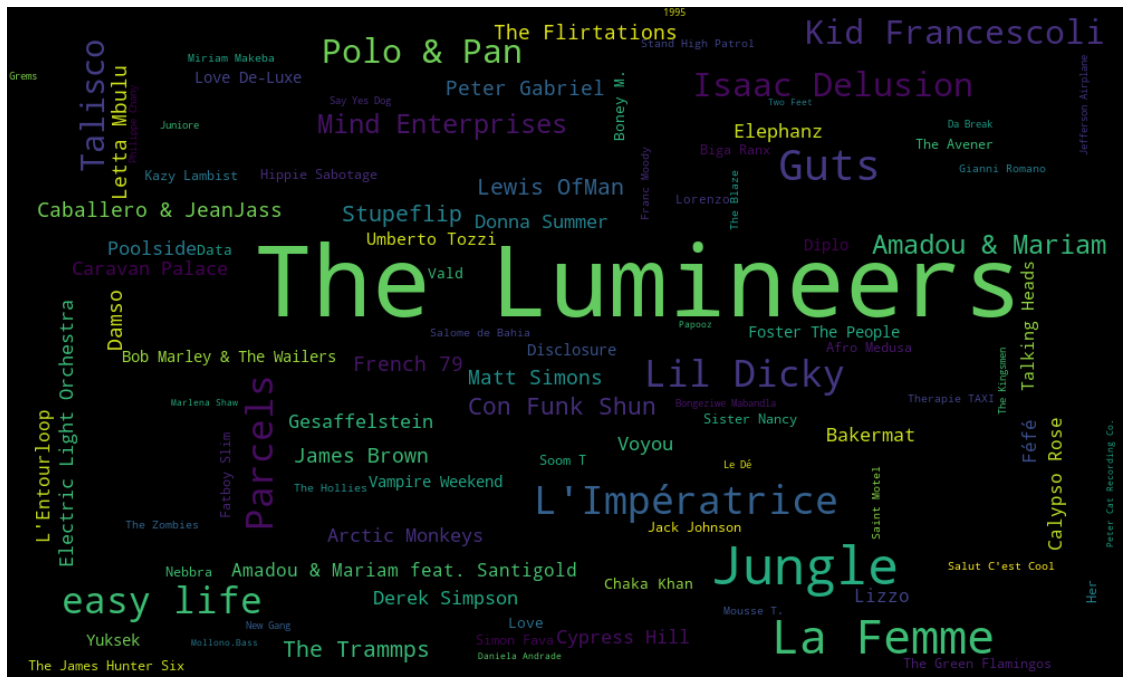 1995
The Flirtations
Kid Francescoli
Polo & Pan
Stand High Patrol
Talisco
Miriam Makeba
Grems
Love De-Luxe
Letta Mbulu
Peter Gabriel
Boney M.
Isaac Delusion
Jefferson Airplane
Philippe Chany
Say Yes Dog
Two Feet
Juniore
Mind Enterprises
Elephanz
Da Break
The Avener
Biga Ranx
Guts
Gianni Romano
Kazy Lambist
Hippie Sabotage
Franc Moody
The Blaze
Lewis OfMan
Lorenzo
Caballero & JeanJass
Stupeflip
Donna Summer
Umberto Tozzi
Poolside
Data
Diplo
Amadou & Mariam
Caravan Palace
The Lumineers
Vald
Talking Heads
Damso
Electric Light Orchestra
Salome de Bahia
Papooz
Foster The People
Bob Marley & The Wailers
Disclosure
Afro Medusa
French 79
The Kingsmen
Matt Simons
Lil Dicky
Parcels
Marlena Shaw
Con Funk Shun
Bongeziwe Mabandla
Therapie TAXI
Gesaffelstein
Sister Nancy
L'Entourloop
Fatboy Slim
Voyou
Bakermat
Féfé
Calypso Rose
Peter Cat Recording Co.
James Brown
Soom T
Le Dé
The Hollies
Vampire Weekend
L'Impératrice
Saint Motel
The Zombies
Arctic Monkeys
Jack Johnson
Nebbra
Amadou & Mariam feat. Santigold
Jungle
Salut C'est Cool
Chaka Khan
Her
easy life
Derek Simpson
Lizzo
Mousse T.
New Gang
Love
Yuksek
Mollono.Bass
Simon Fava
Cypress Hill
La Femme
The Trammps
Daniela Andrade
The James Hunter Six
The Green Flamingos